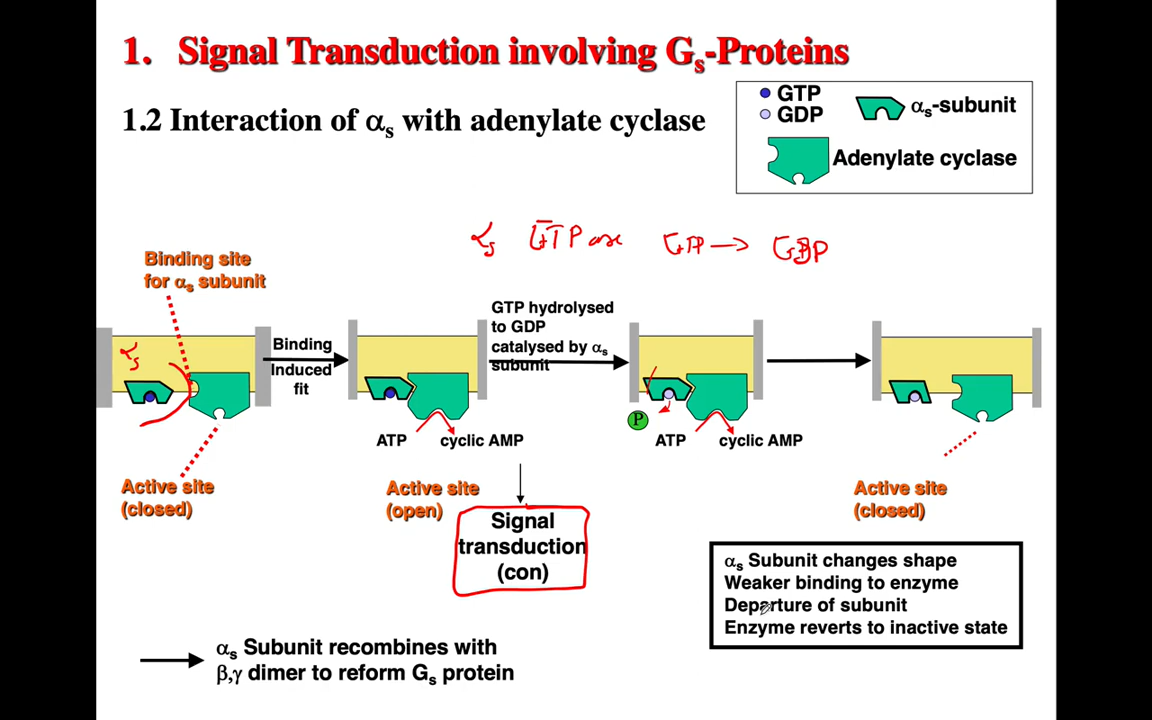 1. Signal Transduction involving Gs-Proteins
1.2 Interaction of αs with adenylate cyclase
GTP
GDP
αs-subunit
Adenylate cyclase
αs GTPase GTP → GDP
Binding site
for αs subunit
αs
Binding
Induced
fit
GTP hydrolysed
to GDP
catalysed by αs
subunit
P
ATP
cyclic AMP
ATP
cyclic AMP
Active site
(closed)
Active site
(open)
Active site
(closed)
Signal
transduction
(con)
αs Subunit changes shape
Weaker binding to enzyme
Departure of subunit
Enzyme reverts to inactive state
αs Subunit recombines with
β,γ dimer to reform Gs protein